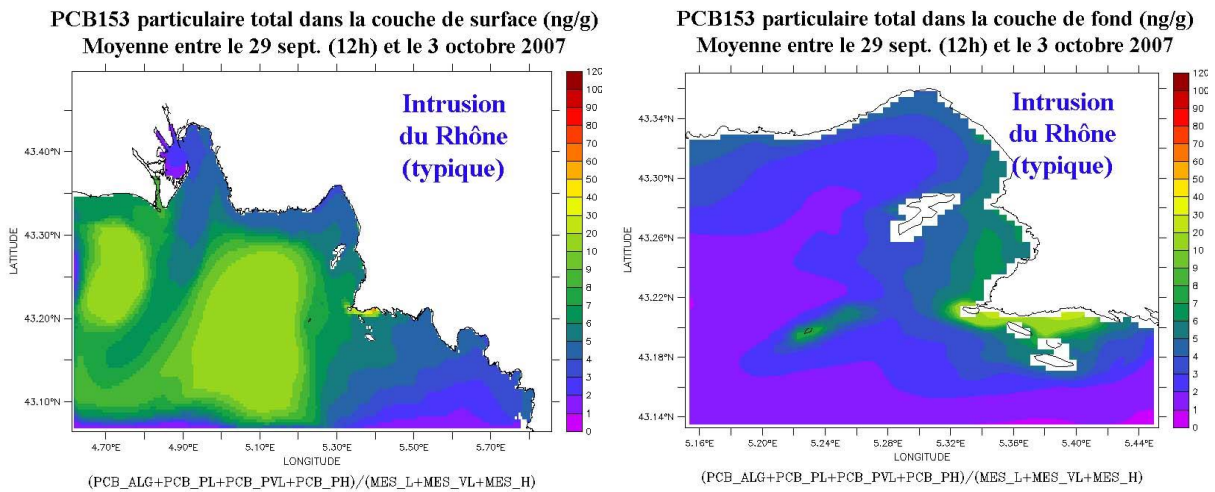 PCB153 particulaire total dans la couche de surface (ng/g)
Moyenne entre le 29 sept. (12h) et le 3 octobre 2007
Intrusion
du Rhône
(typique)
120
100
90
80
70
60
50
40
30
20
10
9
8
7
6
5
4
3
2
1
0
43.40°N
43.30°N
43.20°N
43.10°N
LATITUDE
4.70°E 4.90°E 5.10°E 5.30°E 5.50°E 5.70°E
LONGITUDE
(PCB_ALG+PCB_PL+PCB_PVL+PCB_PH)/(MES_L+MES_VL+MES_H)
PCB153 particulaire total dans la couche de fond (ng/g)
Moyenne entre le 29 sept. (12h) et le 3 octobre 2007
Intrusion
du Rhône
(typique)
120
100
90
80
70
60
50
40
30
20
10
9
8
7
6
5
4
3
2
1
0
43.34°N
43.30°N
43.26°N
43.22°N
43.18°N
43.14°N
LATITUDE
5.16°E 5.20°E 5.24°E 5.28°E 5.32°E 5.36°E 5.40°E 5.44°E
LONGITUDE
(PCB_ALG+PCB_PL+PCB_PVL+PCB_PH)/(MES_L+MES_VL+MES_H)